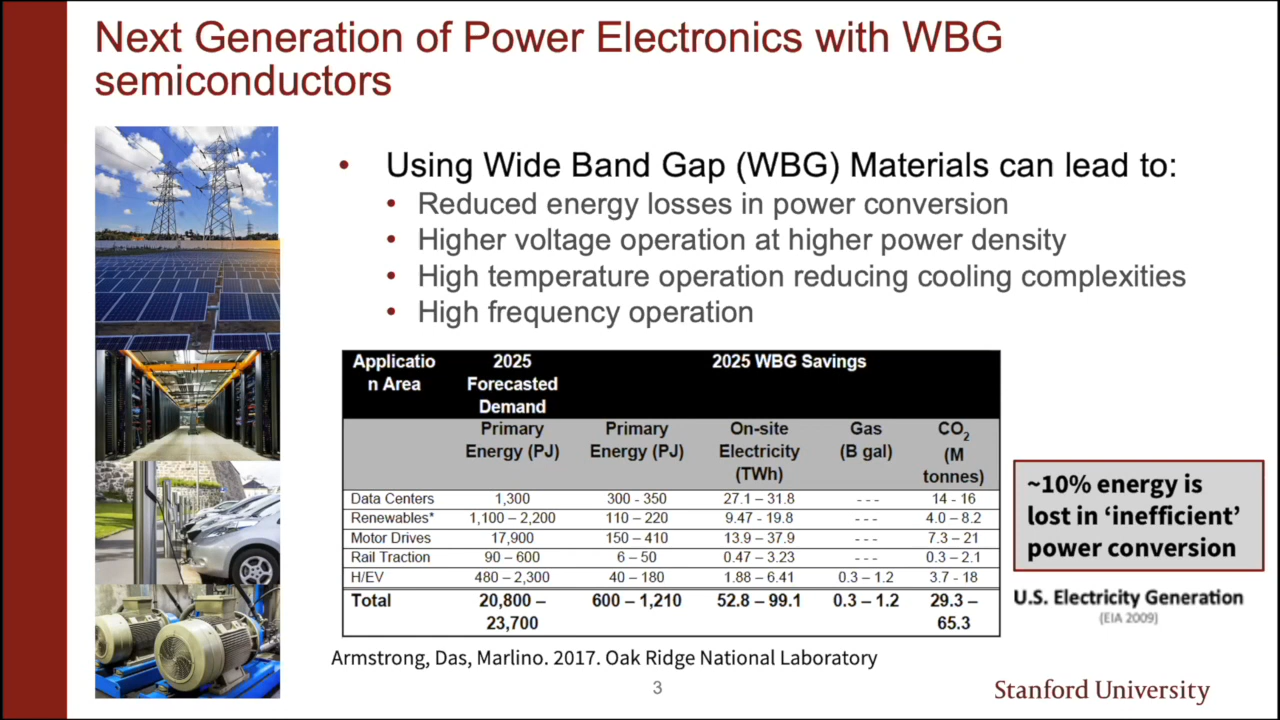 Next Generation of Power Electronics with WBG
semiconductors
• Using Wide Band Gap (WBG) Materials can lead to:
• Reduced energy losses in power conversion
• Higher voltage operation at higher power density
• High temperature operation reducing cooling complexities
• High frequency operation
Applicatio
n Area
2025
Forecasted
Demand
2025 WBG Savings
Primary
Energy (PJ)
Primary
Energy (PJ)
On-site
Electricity
(TWh)
Gas
(B gal)
CO₂
(M
tonnes)
Data Centers 1,300 300 - 350 27.1 – 31.8 - - - 14 - 16
Renewables* 1,100 – 2,200 110 – 220 9.47 - 19.8 - - - 4.0 – 8.2
Motor Drives 17,900 150 – 410 13.9 – 37.9 - - - 7.3 – 21
Rail Traction 90 – 600 6 – 50 0.47 – 3.23 - - - 0.3 – 2.1
H/EV 480 – 2,300 40 – 180 1.88 – 6.41 0.3 – 1.2 3.7 - 18
Total 20,800 –
23,700 600 – 1,210 52.8 – 99.1 0.3 – 1.2 29.3 –
65.3
~10% energy is
lost in ‘inefficient’
power conversion
U.S. Electricity Generation
(EIA 2009)
Armstrong, Das, Marlino. 2017. Oak Ridge National Laboratory
3
Stanford University